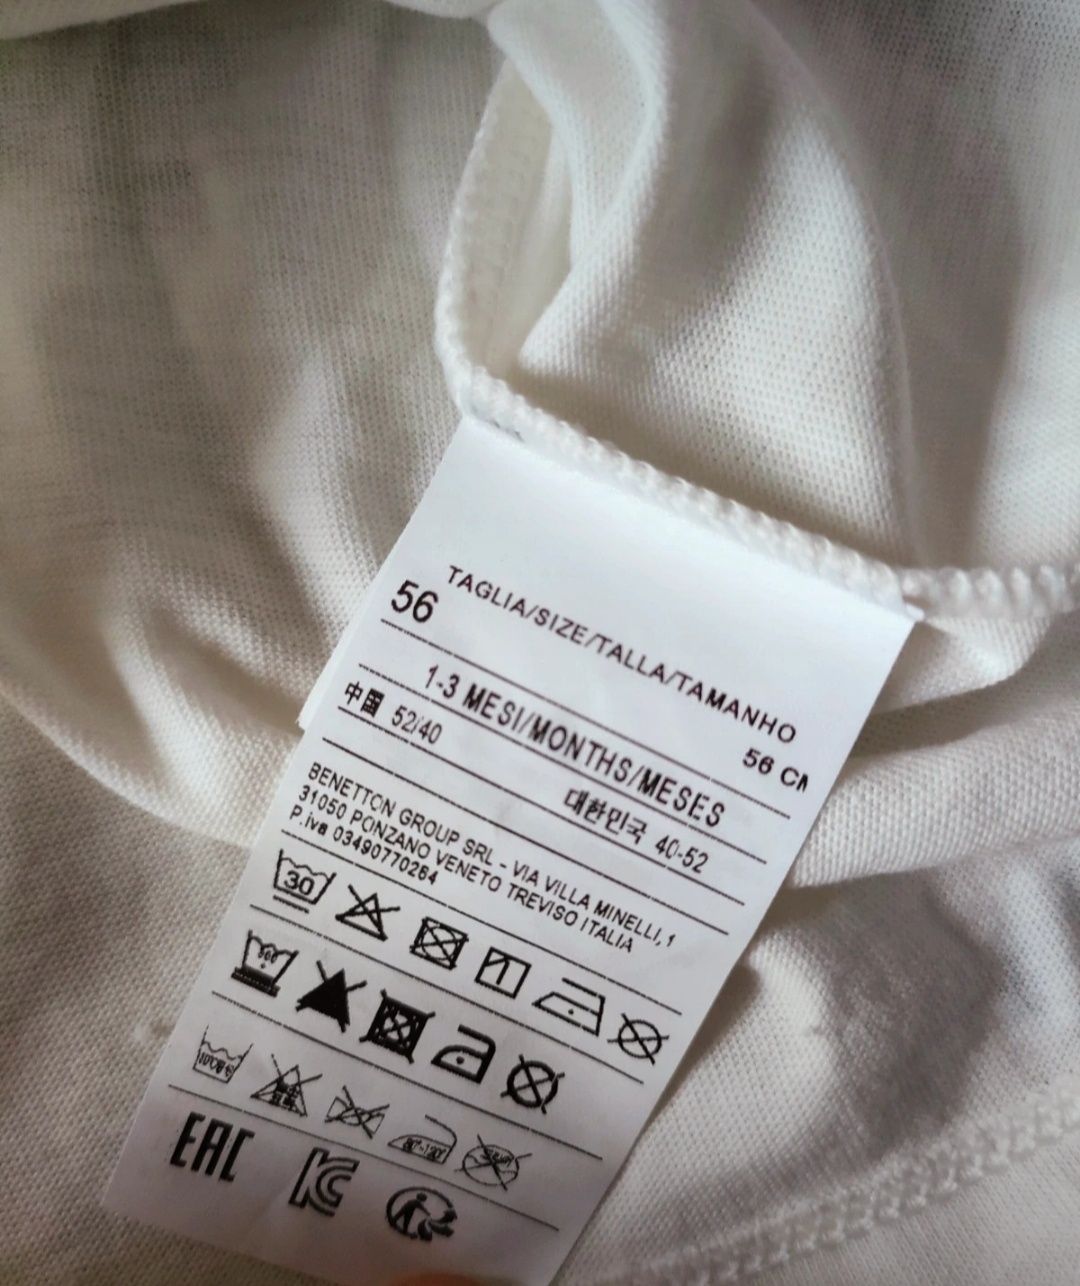 TAGLIA/SIZE/TALLA/TAMANHO
56
56 CM
1-3 MESI/MONTHS/MESES
中国 52/40
대한민국 40-52
BENETTON GROUP SRL - VIA VILLA MINELLI, 1
31050 PONZANO VENETO TREVISO ITALIA
P.iva 03490770264
30
EAC
KC